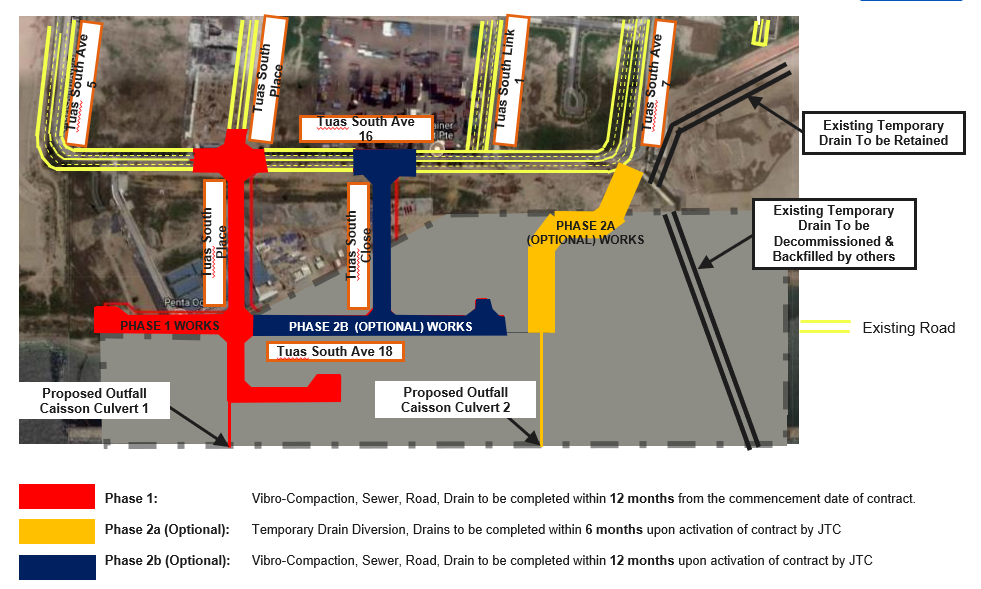 Tuas South Ave
5
Tuas South
Place
Tuas South Link
1
Tuas South Ave
7
Tuas South Ave
16
Existing Temporary
Drain To be Retained
Tuas South
Place
Tuas South
Close
PHASE 2A
(OPTIONAL) WORKS
Existing Temporary
Drain To be
Decommissioned &
Backfilled by others
PHASE 1 WORKS
PHASE 2B (OPTIONAL) WORKS
Existing Road
Tuas South Ave 18
Proposed Outfall
Caisson Culvert 1
Proposed Outfall
Caisson Culvert 2
Phase 1: Vibro-Compaction, Sewer, Road, Drain to be completed within 12 months from the commencement date of contract.
Phase 2a (Optional): Temporary Drain Diversion, Drains to be completed within 6 months upon activation of contract by JTC
Phase 2b (Optional): Vibro-Compaction, Sewer, Road, Drain to be completed within 12 months upon activation of contract by JTC